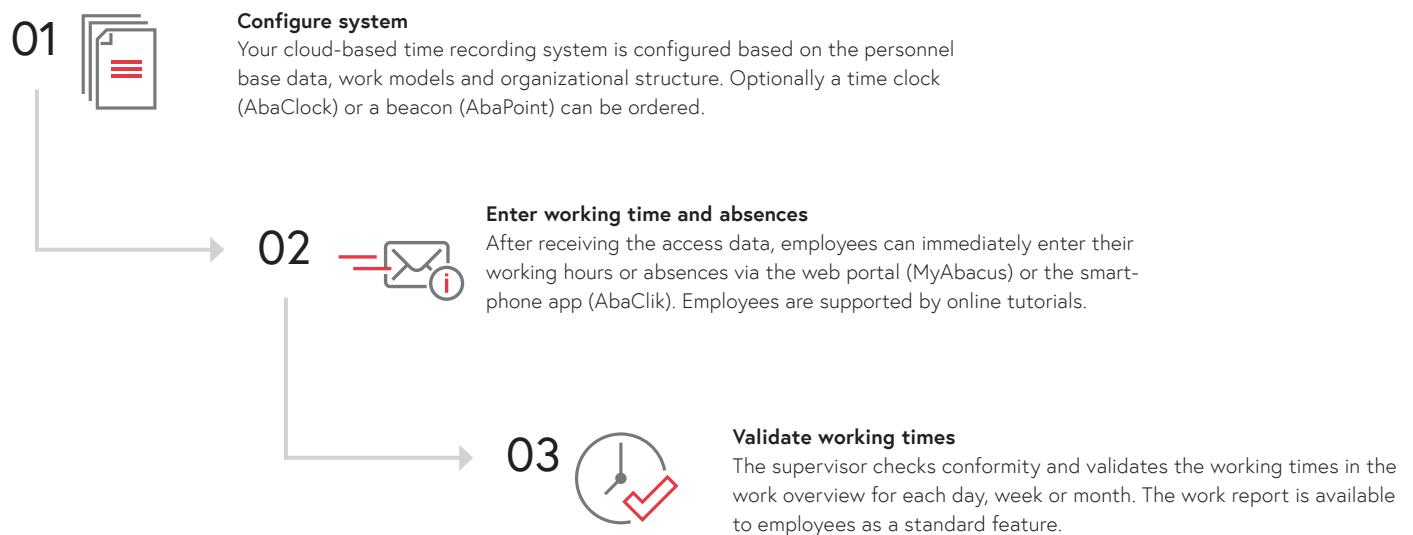 01
Configure system
Your cloud-based time recording system is configured based on the personnel
base data, work models and organizational structure. Optionally a time clock
(AbaClock) or a beacon (AbaPoint) can be ordered.
02
i
Enter working time and absences
After receiving the access data, employees can immediately enter their
working hours or absences via the web portal (MyAbacus) or the smart-
phone app (AbaClik). Employees are supported by online tutorials.
03
Validate working times
The supervisor checks conformity and validates the working times in the
work overview for each day, week or month. The work report is available
to employees as a standard feature.